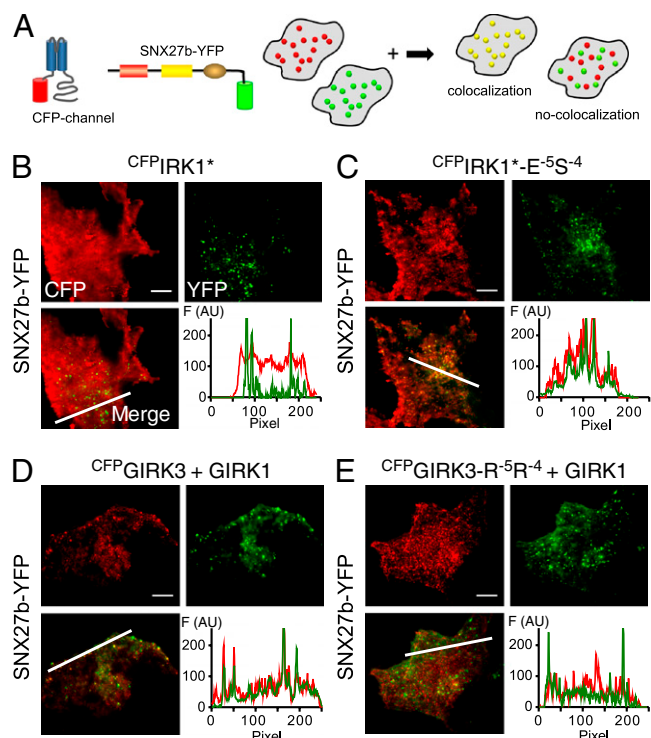 A
CFP-channel
SNX27b-YFP
+
colocalization
no-colocalization
B
CFPIRK1*
SNX27b-YFP
CFP
YFP
Merge
F (AU)
200
100
0
100 200
Pixel
C
CFPIRK1*-E-5S-4
SNX27b-YFP
F (AU)
200
100
0
0 100 200
Pixel
D
CFPGIRK3 + GIRK1
SNX27b-YFP
F (AU)
200
100
0
0 100 200
Pixel
E
CFPGIRK3-R-5R-4 + GIRK1
SNX27b-YFP
F (AU)
200
100
0
0 100 200
Pixel